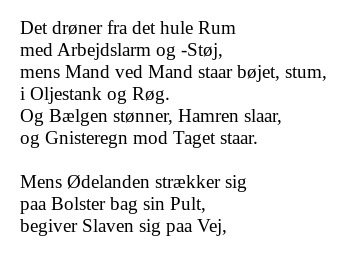 Det drøner fra det hule Rum
med Arbejdslarm og -Støj,
mens Mand ved Mand staar bøjet, stum,
i Oljestank og Røg.
Og Bælgen stønner, Hamren slaar,
og Gnisteregn mod Taget staar.

Mens Ødelanden strækker sig
paa Bolster bag sin Pult,
begiver Slaven sig paa Vej,